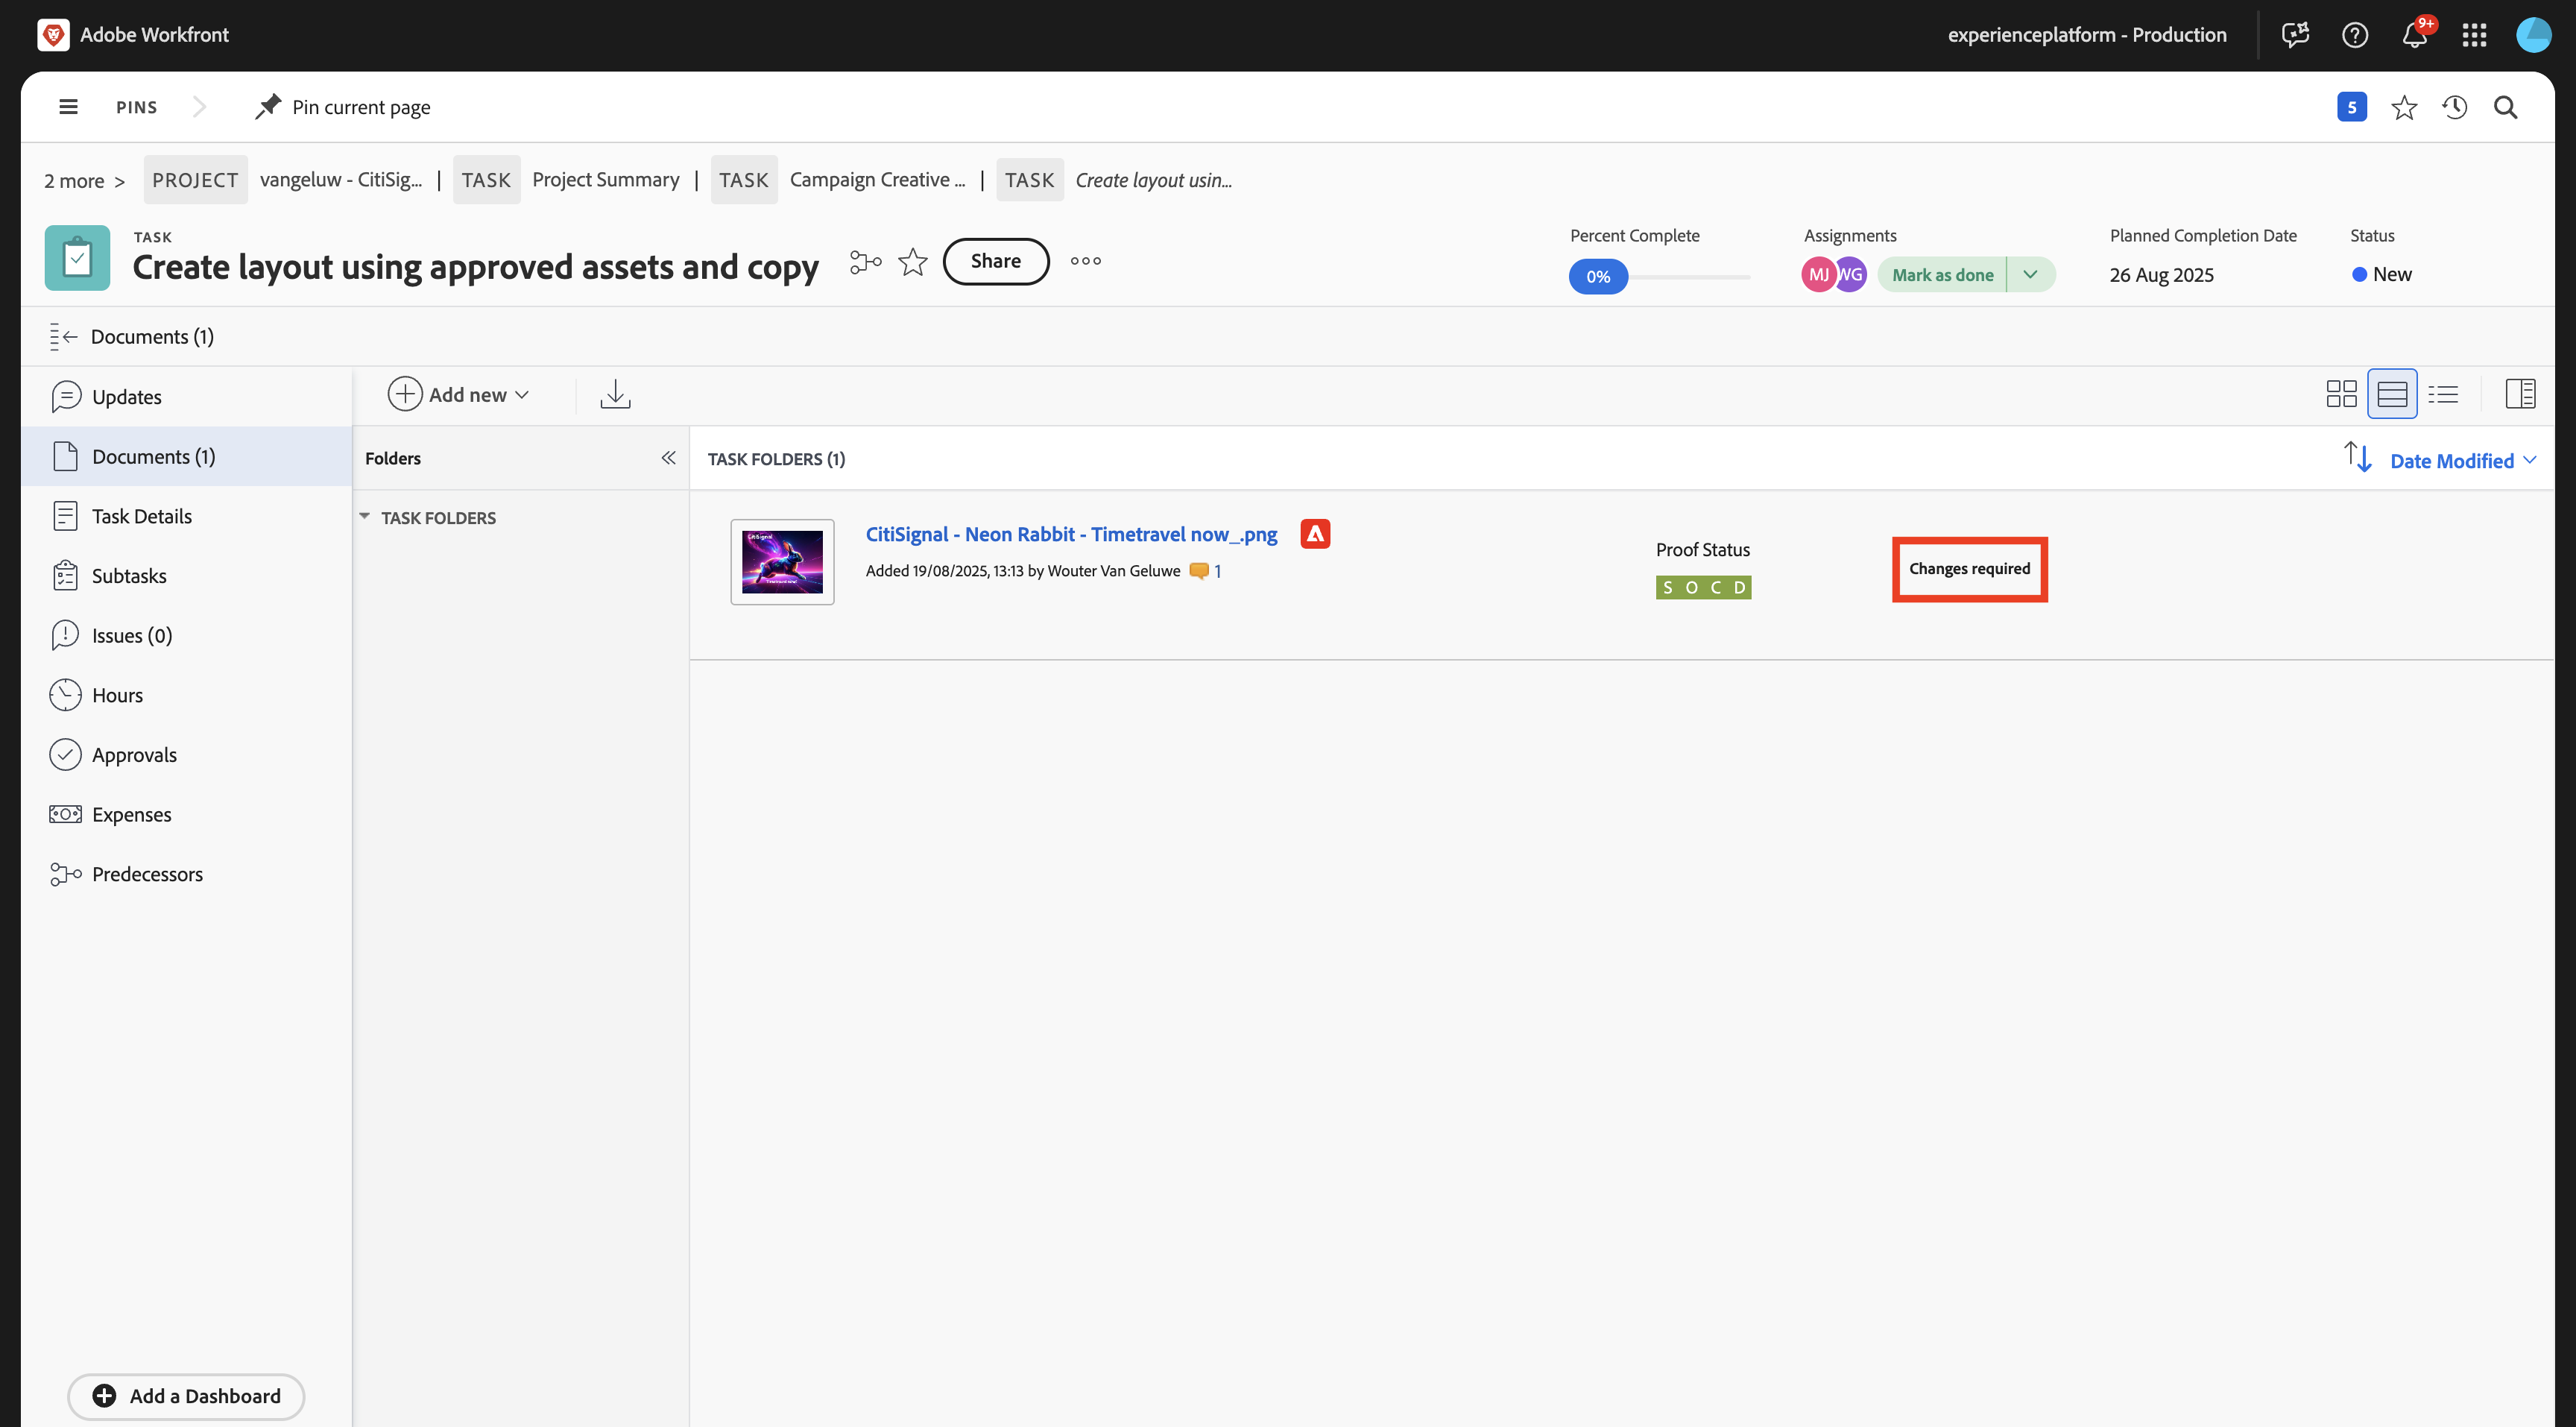 Adobe Workfront
experienceplatform - Production
9+
PINS
Pin current page
5
2 more >
PROJECT vangeluw - CitiSig... | TASK Project Summary | TASK Campaign Creative ... | TASK Create layout usin...
TASK
Create layout using approved assets and copy
Share
Percent Complete
0%
Assignments
MJ WG Mark as done
Planned Completion Date
26 Aug 2025
Status
New
Documents (1)
Updates
Documents (1)
Task Details
Subtasks
Issues (0)
Hours
Approvals
Expenses
Predecessors
Add a Dashboard
Add new
Folders
TASK FOLDERS
TASK FOLDERS (1)
Date Modified
CitiSignal
Timetravel now!
CitiSignal - Neon Rabbit - Timetravel now_.png
Added 19/08/2025, 13:13 by Wouter Van Geluwe 1
Proof Status
S O C D
Changes required